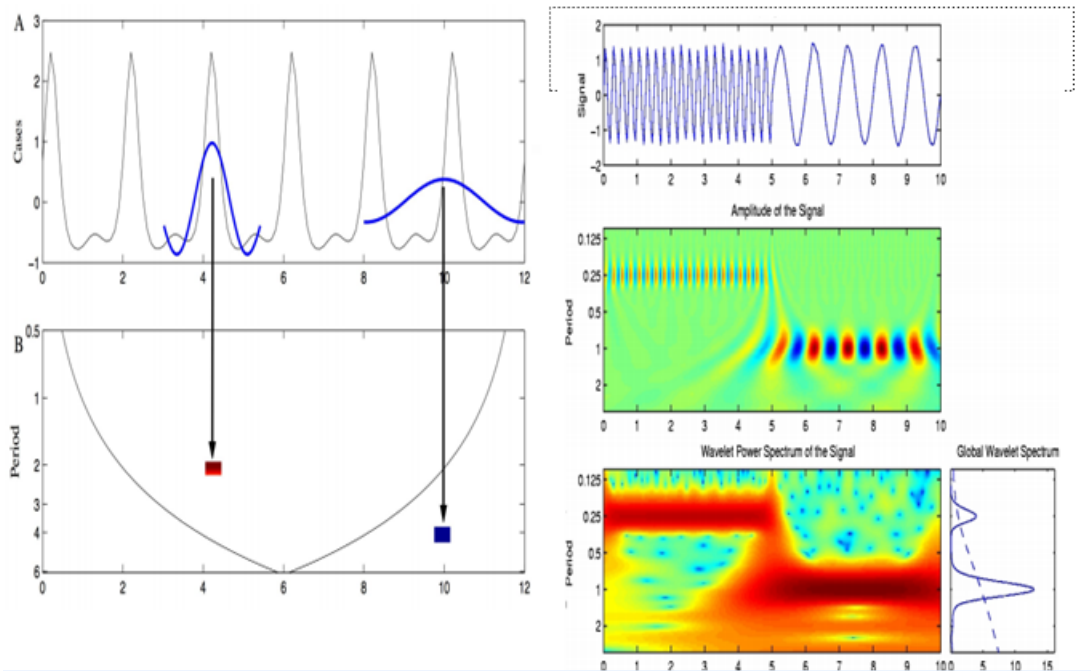 A
Cases
3
2
1
0
−1
0 2 4 6 8 10 12
B
Period
0.5
1
2
3
4
6
0 2 4 6 8 10 12
Signal
2
1
0
−1
−2
0 1 2 3 4 5 6 7 8 9 10
Amplitude of the Signal
Period
0.125
0.25
0.5
1
2
0 1 2 3 4 5 6 7 8 9 10
Wavelet Power Spectrum of the Signal
Period
0.125
0.25
0.5
1
2
0 1 2 3 4 5 6 7 8 9 10
Global Wavelet Spectrum
0 5 10 15